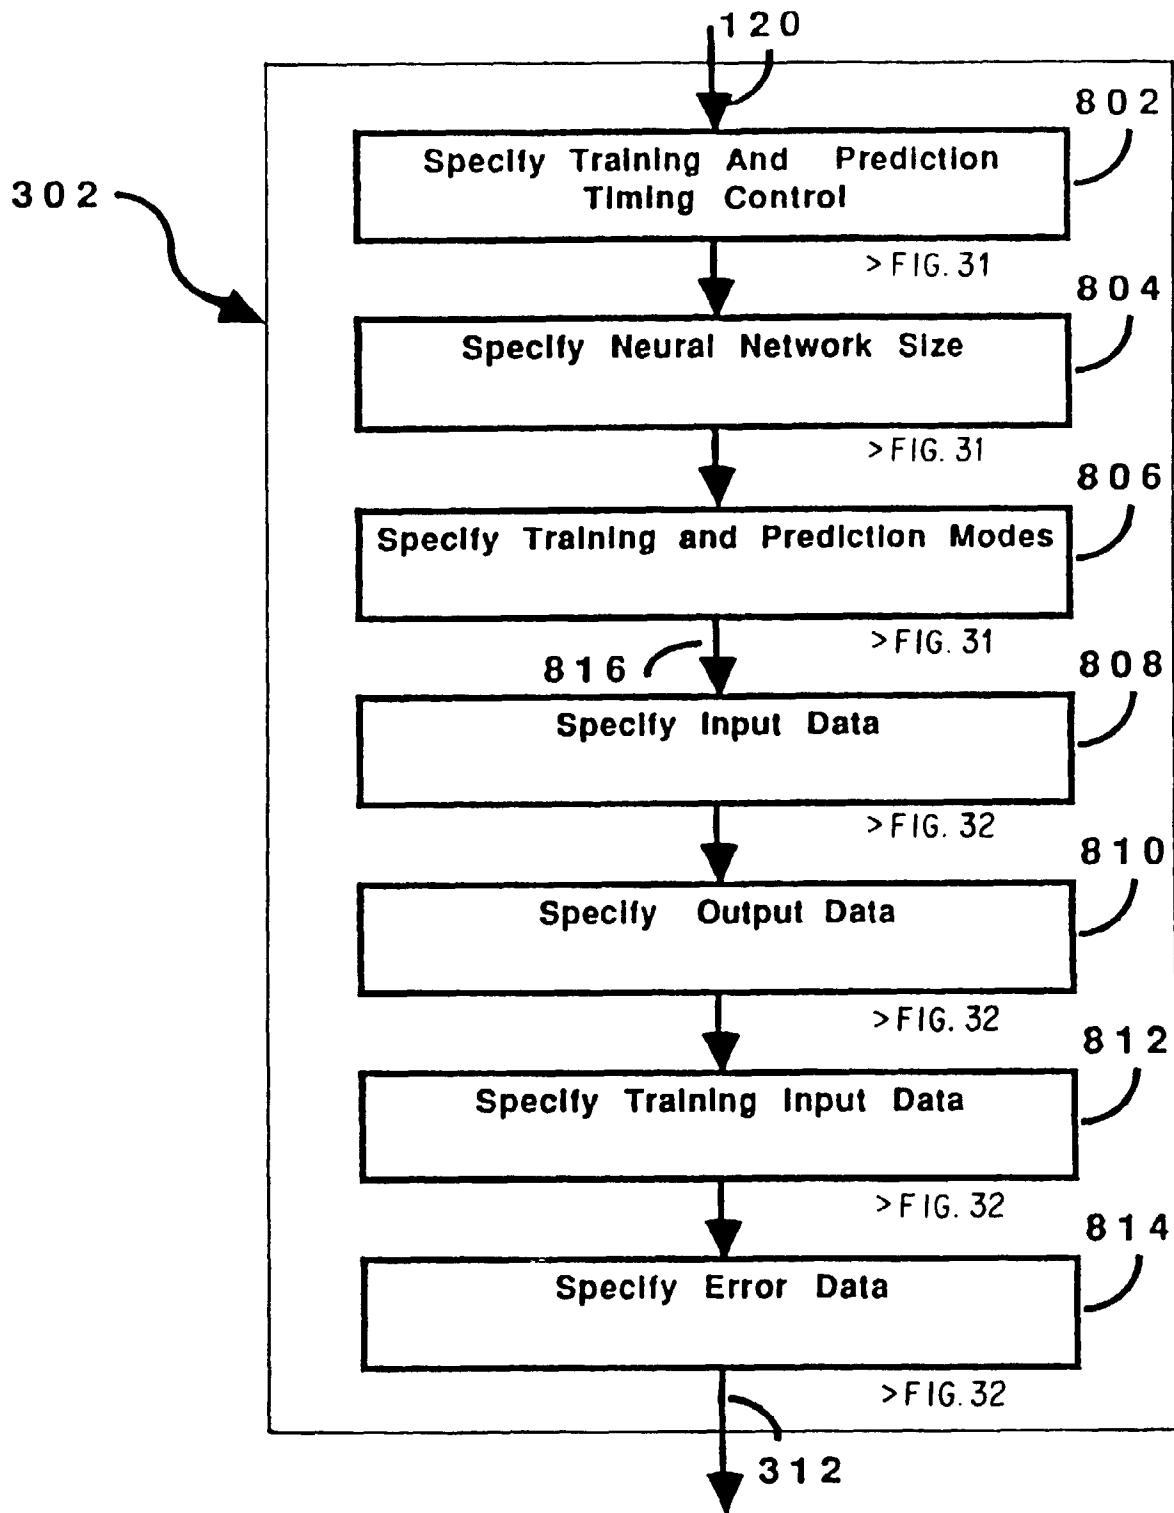 120
802
Specify Training And Prediction
Timing Control
302
>FIG. 31
804
Specify Neural Network Size
>FIG. 31
806
Specify Training and Prediction Modes
>FIG. 31
816
808
Specify Input Data
>FIG. 32
810
Specify Output Data
>FIG. 32
812
Specify Training Input Data
>FIG. 32
814
Specify Error Data
>FIG. 32
312